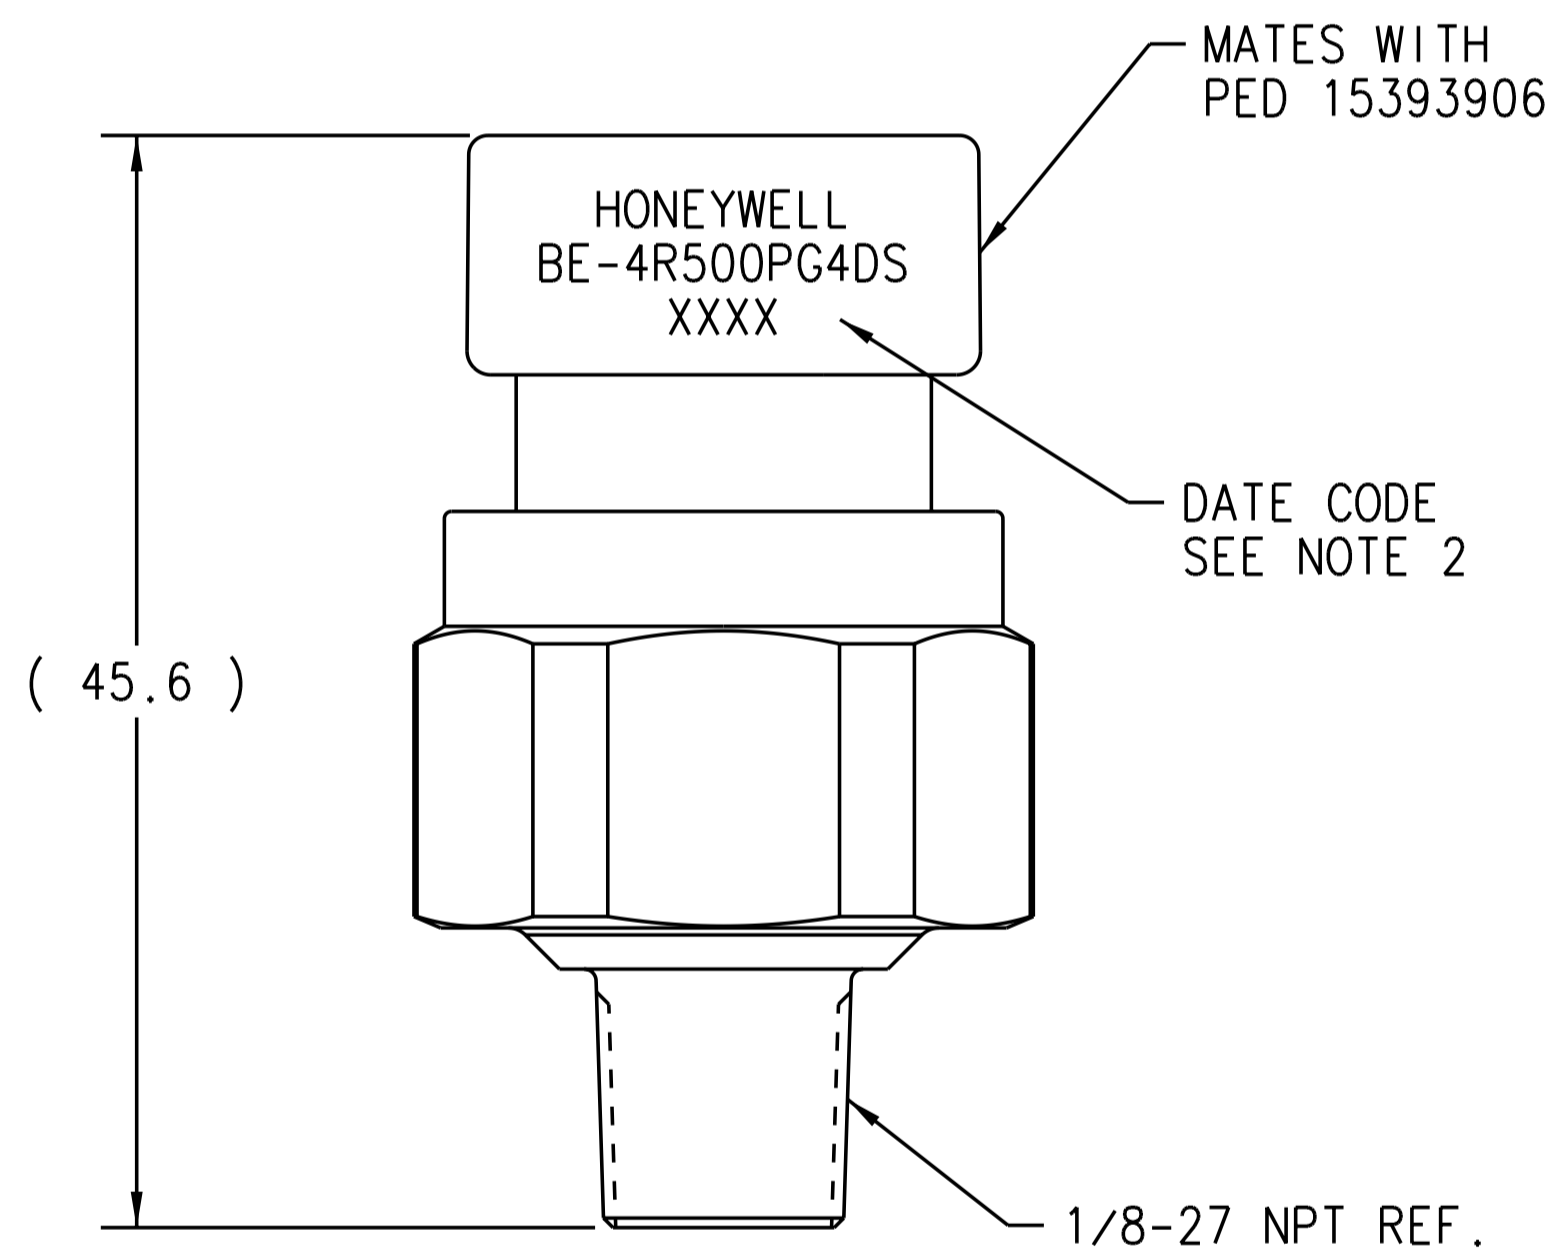 MATES WITH
PED 15393906
HONEYWELL
BE-4R500PG4DS
XXXX
DATE CODE
SEE NOTE 2
( 45.6 )
1/8-27 NPT REF.